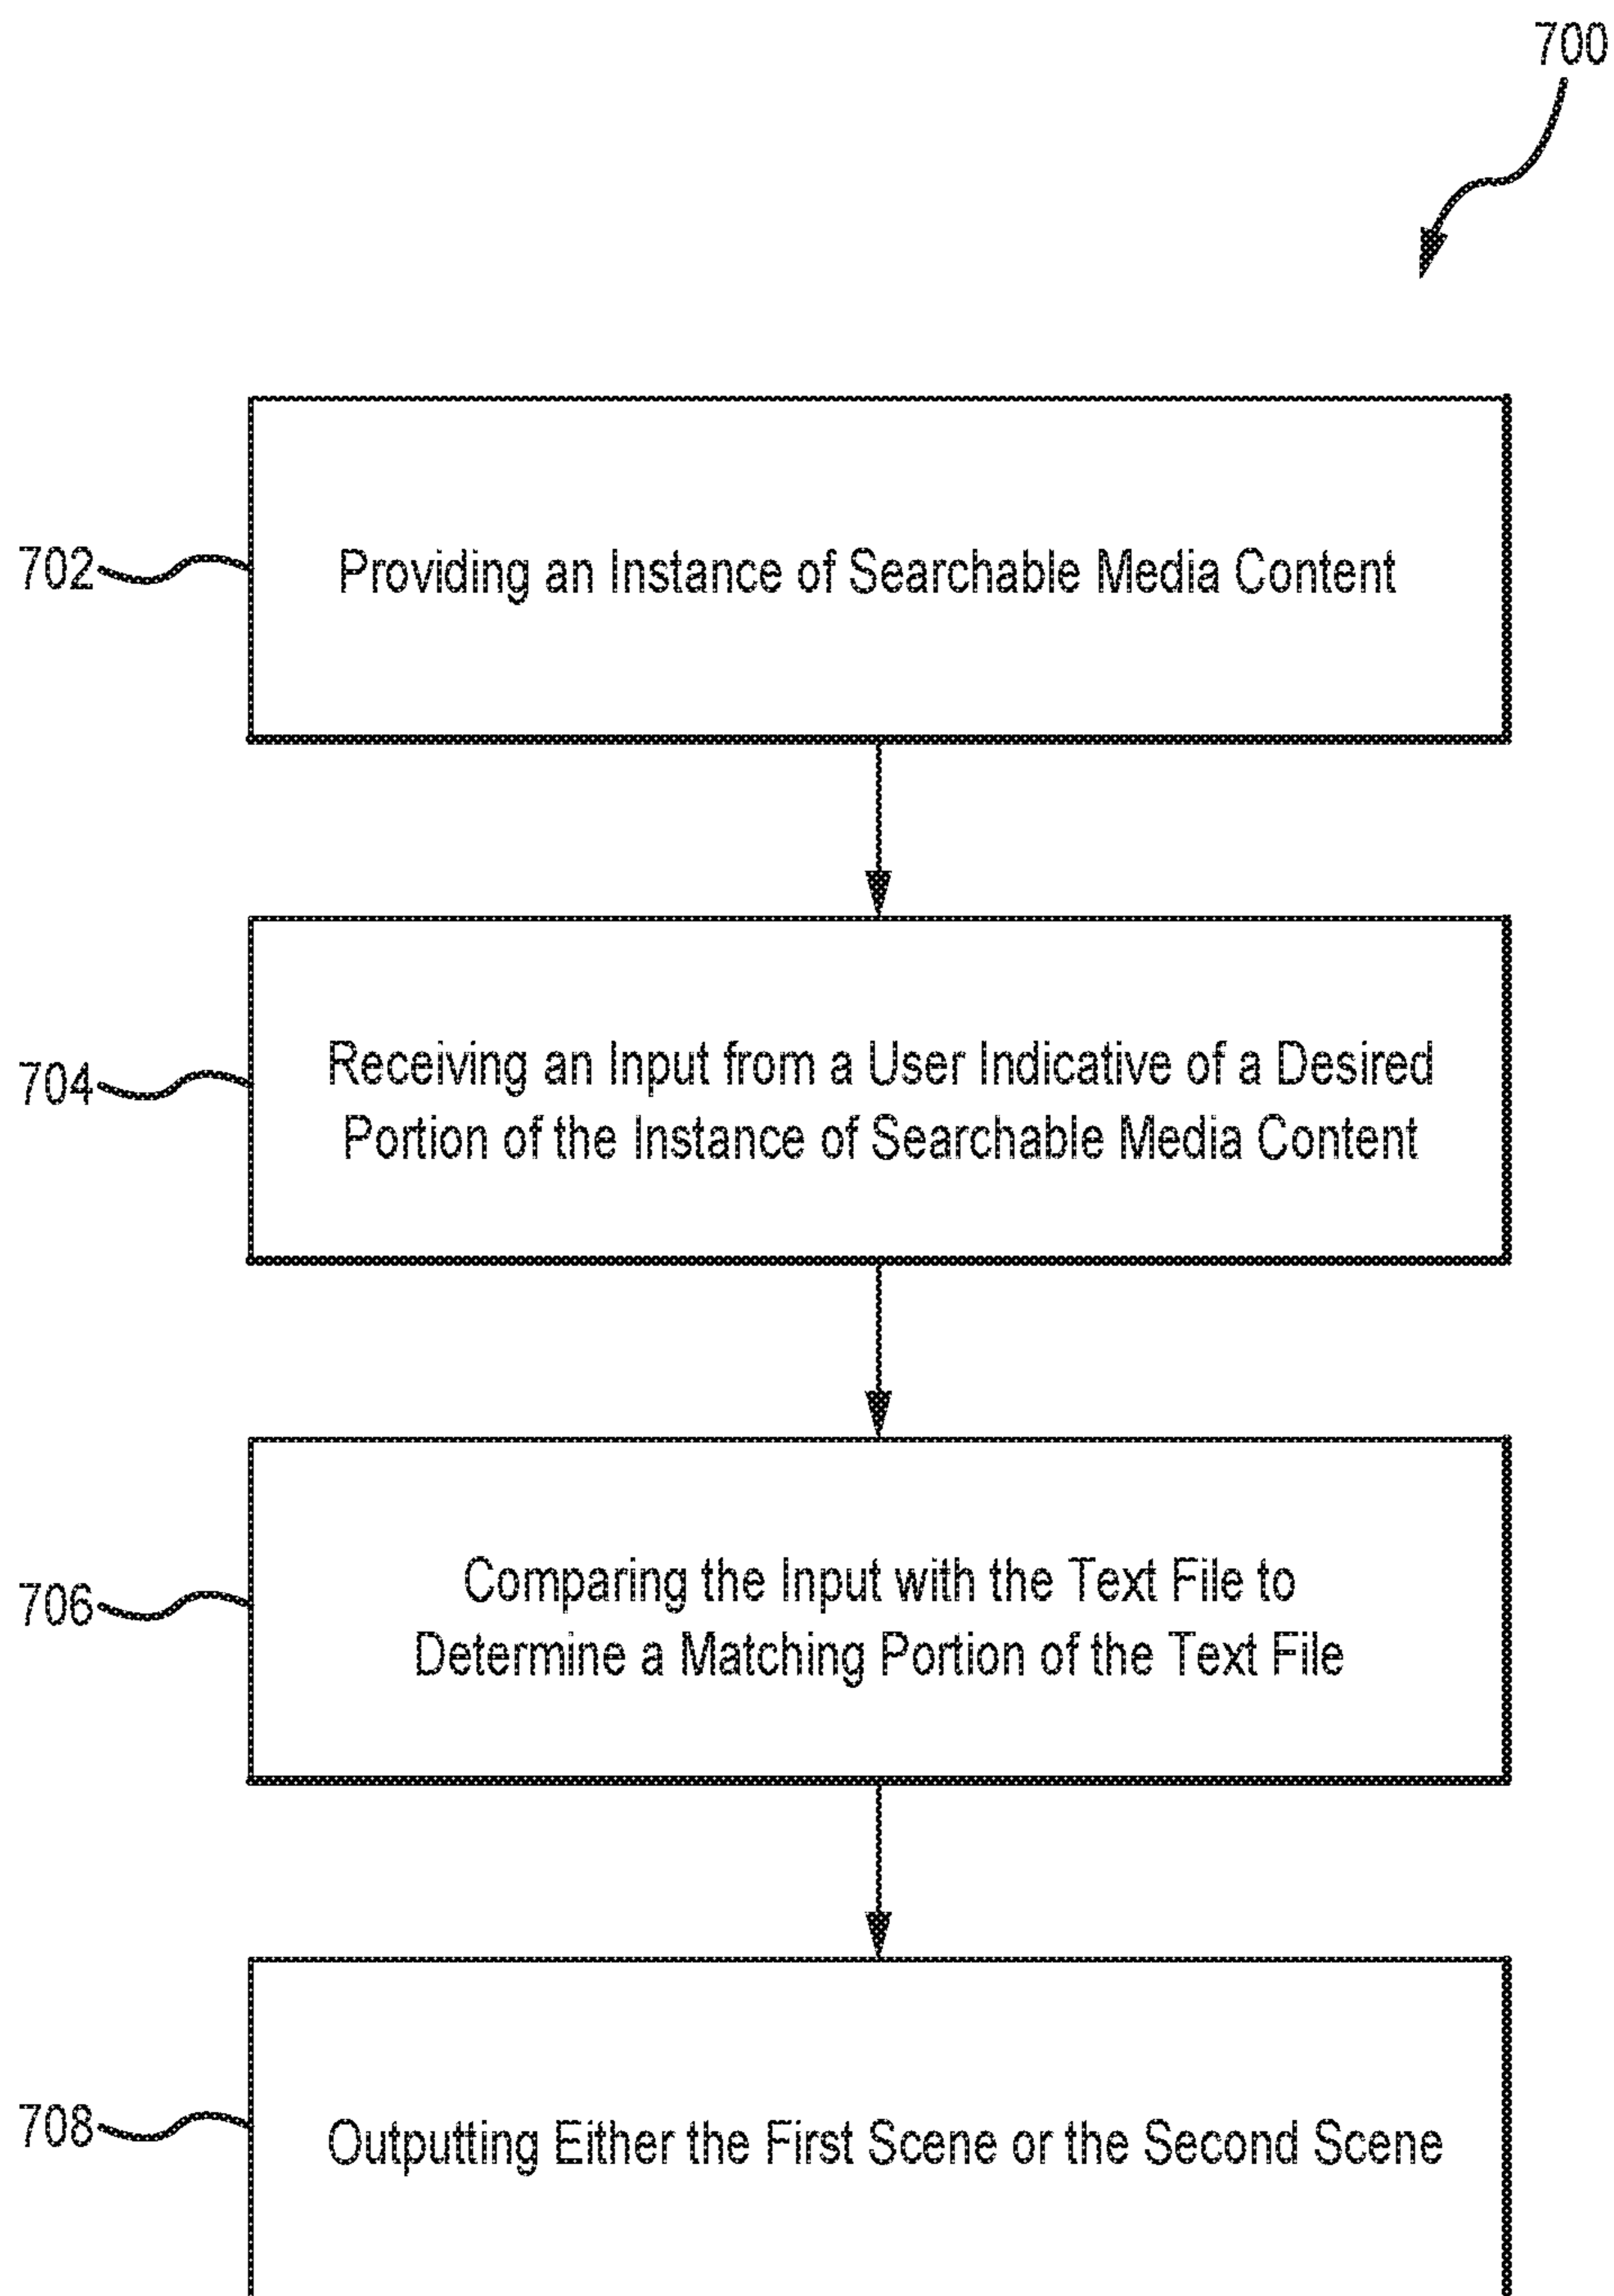 700
702
Providing an Instance of Searchable Media Content
704
Receiving an Input from a User Indicative of a Desired
Portion of the Instance of Searchable Media Content
706
Comparing the Input with the Text File to
Determine a Matching Portion of the Text File
708
Outputting Either the First Scene or the Second Scene